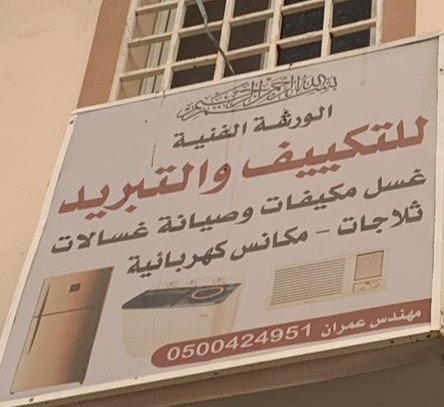 بسم الله الرحمن الرحيم
الورشة الفنية
للتكييف والتبريد
غسل مكيفات وصيانة غسالات
ثلاجات - مكانس كهربائية
مهندس عمران 0500424951